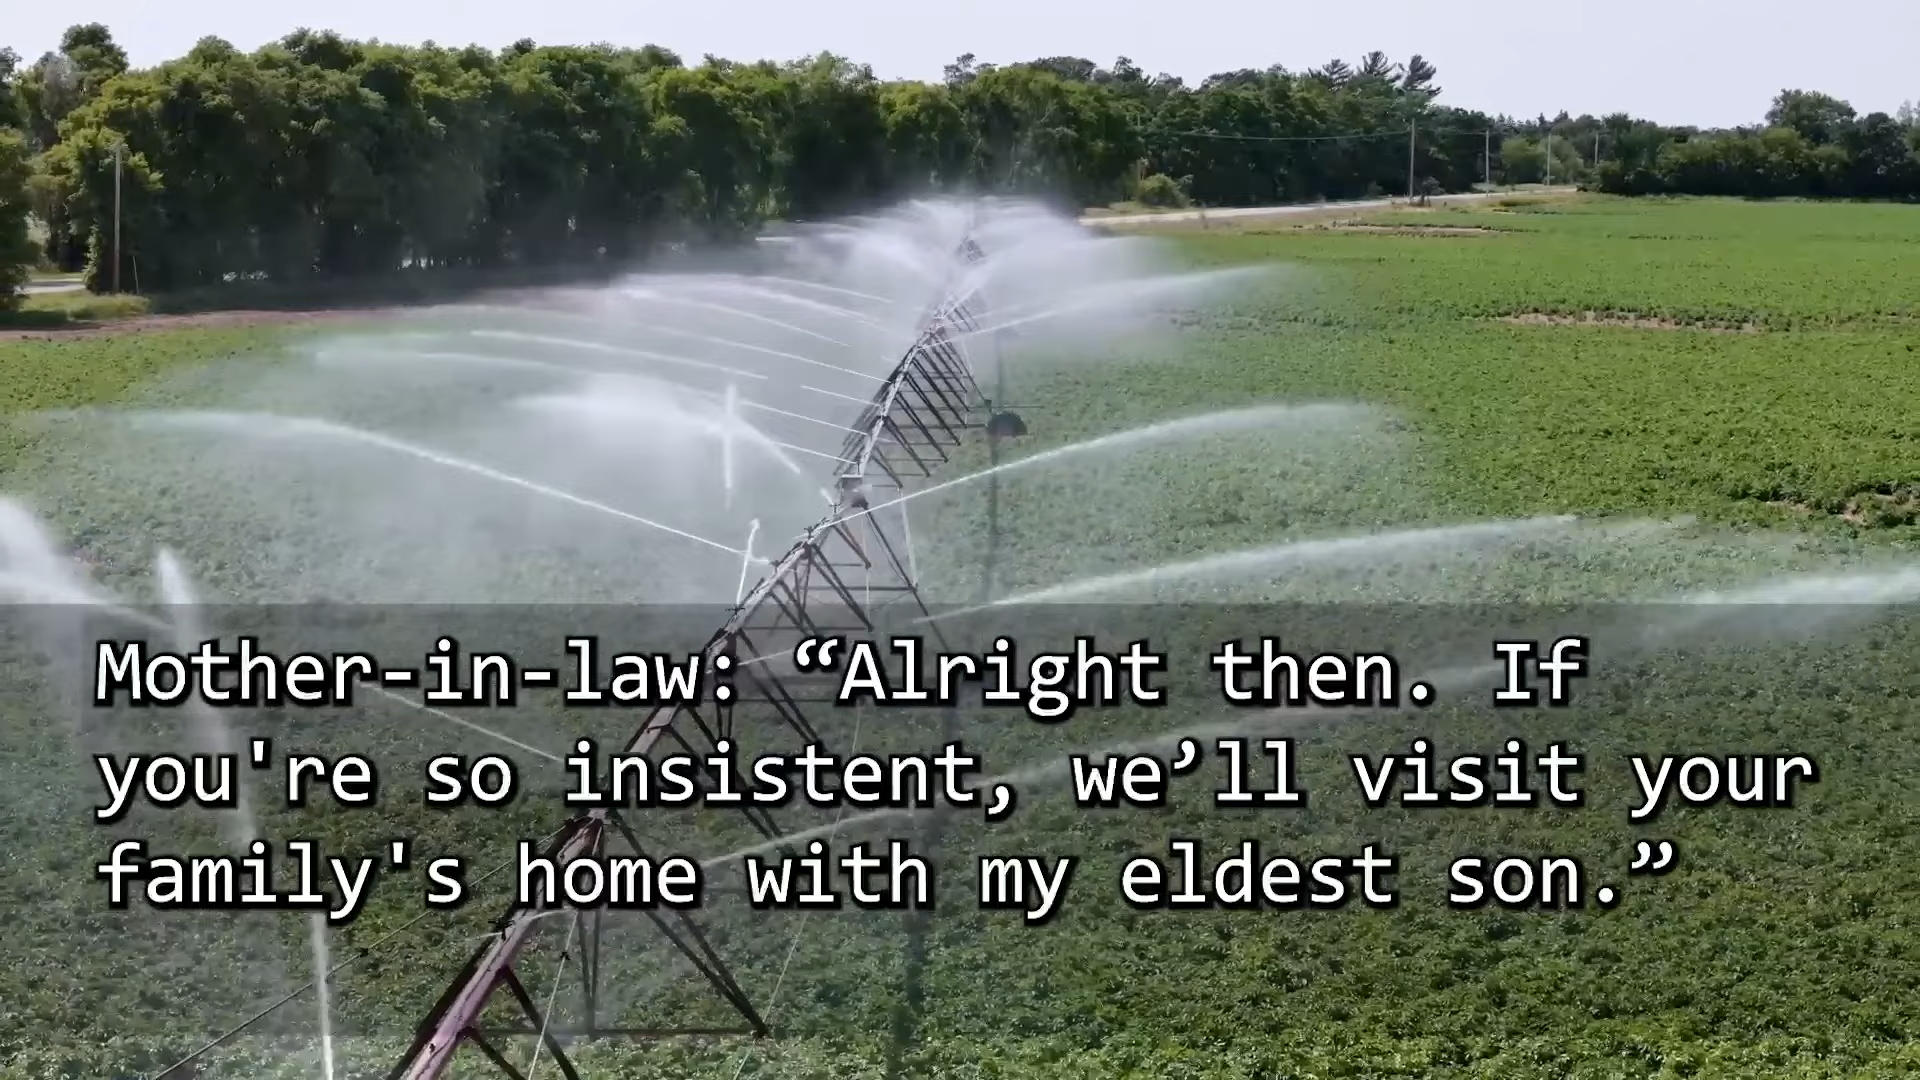 Mother-in-law: “Alright then. If
you're so insistent, we’ll visit your
family's home with my eldest son.”